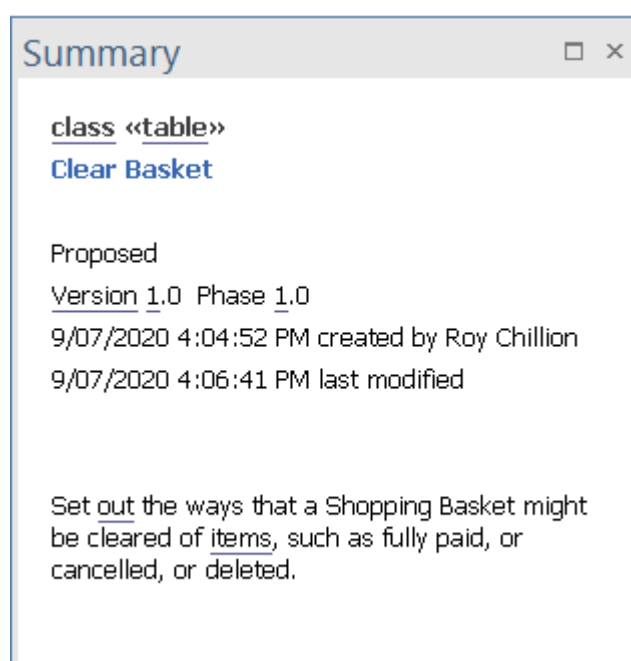 Summary
class «table»
Clear Basket
Proposed
Version 1.0 Phase 1.0
9/07/2020 4:04:52 PM created by Roy Chillion
9/07/2020 4:06:41 PM last modified
Set out the ways that a Shopping Basket might
be cleared of items, such as fully paid, or
cancelled, or deleted.